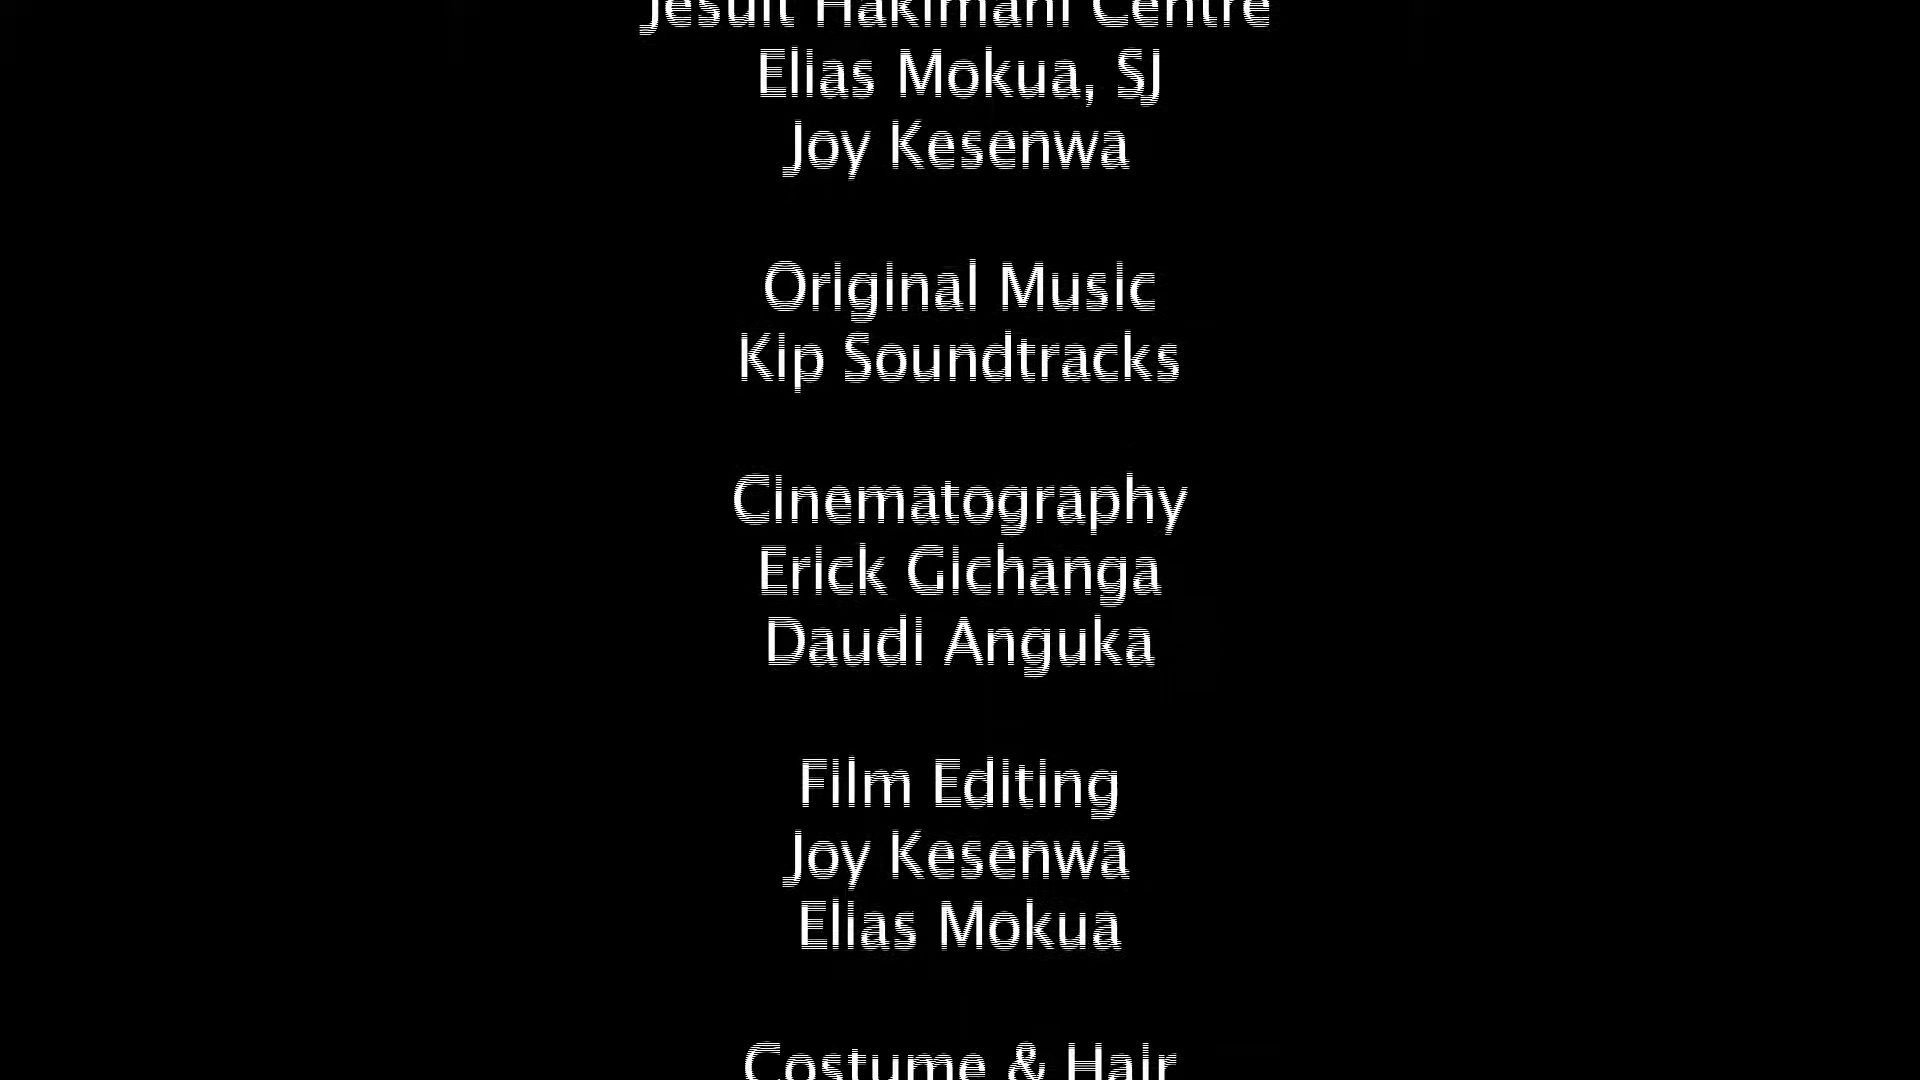 Jesuit Hakimani Centre
Elias Mokua, SJ
Joy Kesenwa
Original Music
Kip Soundtracks
Cinematography
Erick Gichanga
Daudi Anguka
Film Editing
Joy Kesenwa
Elias Mokua
Costume & Hair